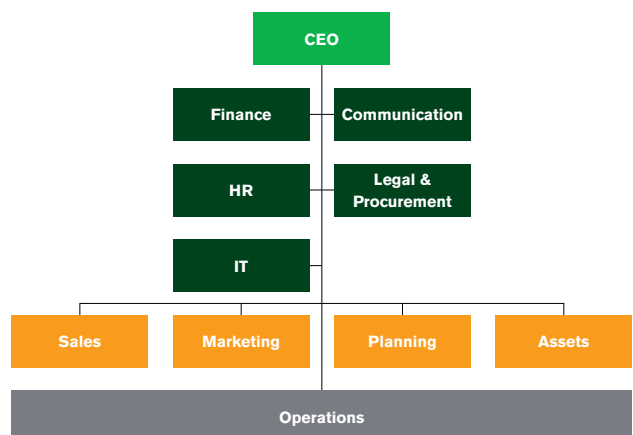 CEO
Finance
Communication
HR
Legal &
Procurement
IT
Sales
Marketing
Planning
Assets
Operations